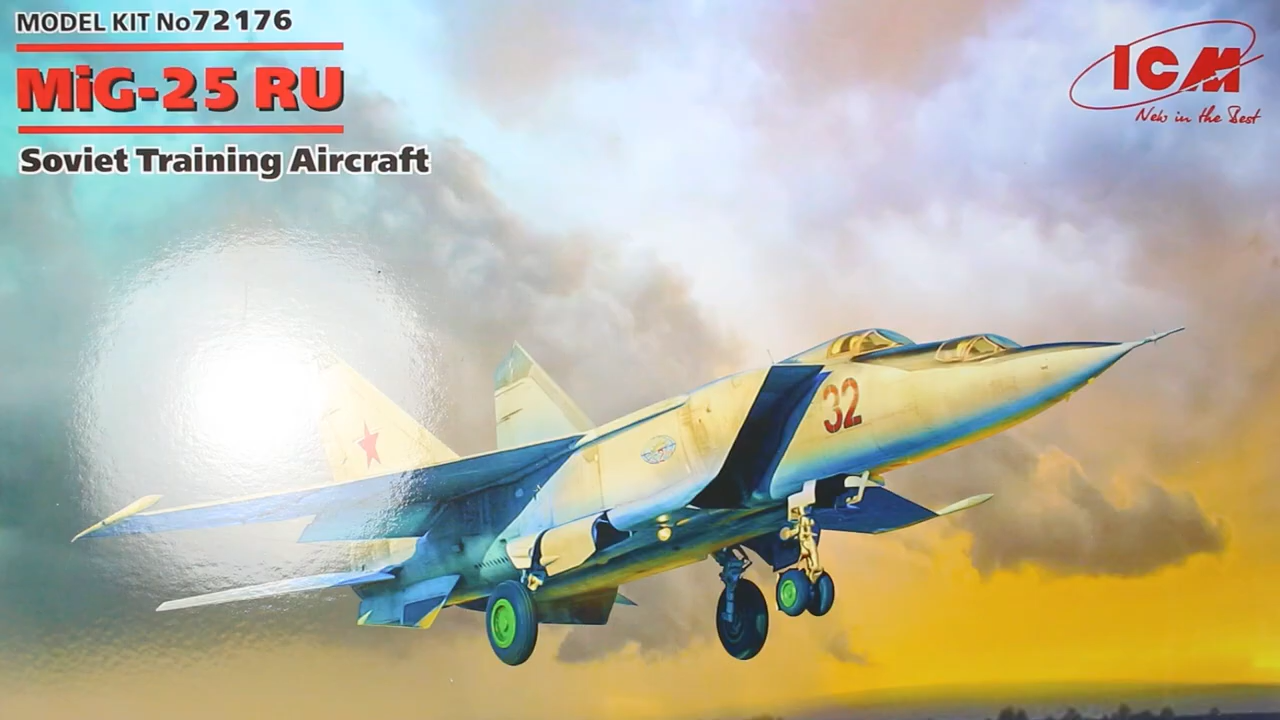 MODEL KIT No72176
MiG-25 RU
Soviet Training Aircraft
ICM
New in the Best
32